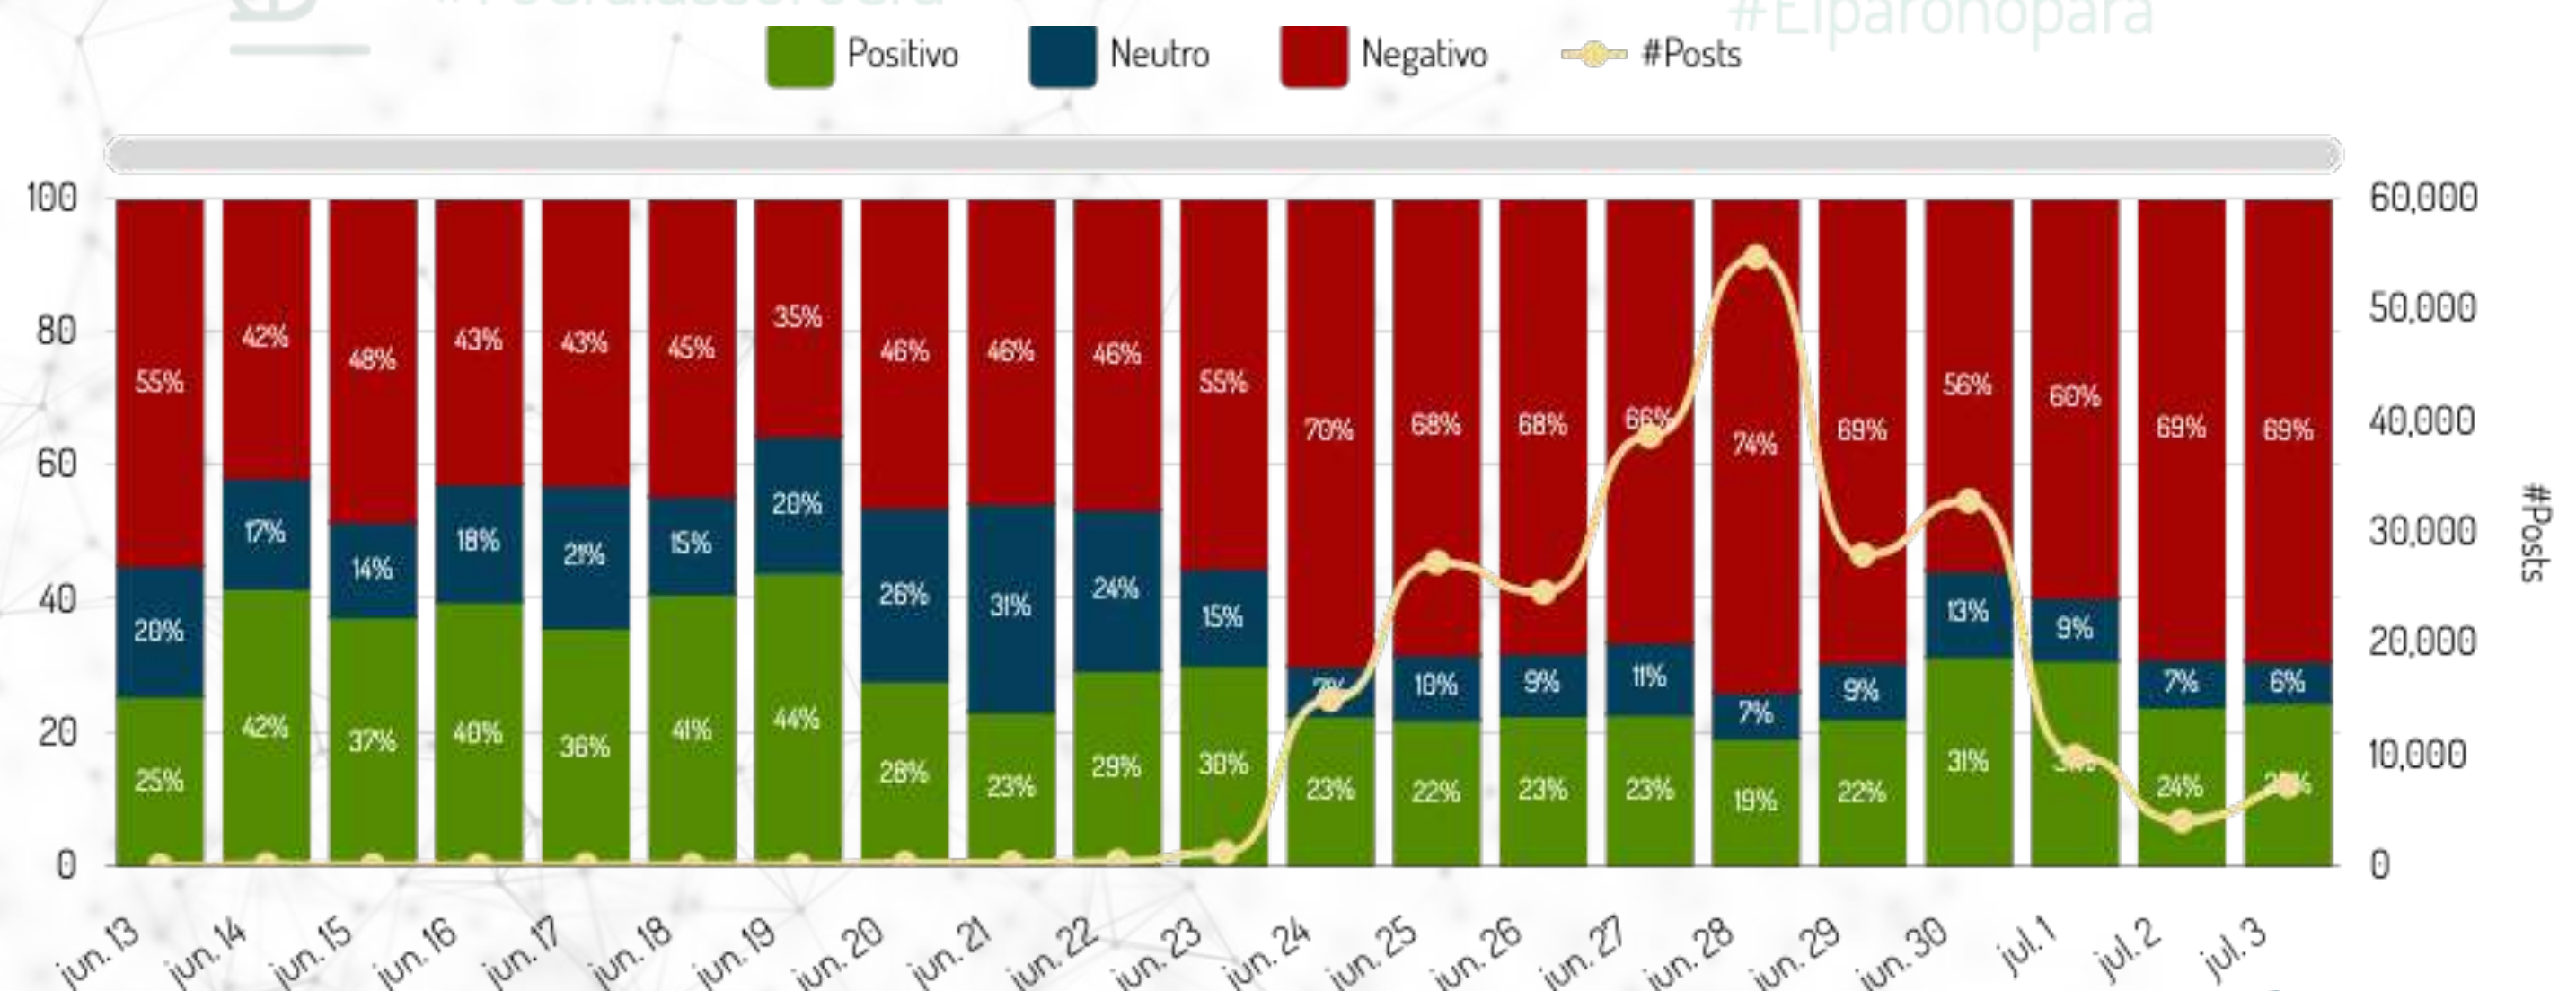 #Elparonopara
Positivo Neutro Negativo #Posts
100 60,000
80 50,000
60 40,000
40 30,000
20 20,000
0 10,000
0
#Posts
55% 42% 48% 43% 43% 45% 35% 46% 46% 46% 55% 70% 68% 68% 66% 74% 69% 56% 60% 69% 69%
20% 17% 14% 18% 21% 15% 20% 26% 31% 24% 15% 7% 10% 9% 11% 7% 9% 13% 9% 7% 6%
25% 42% 37% 40% 36% 41% 44% 28% 23% 29% 30% 23% 22% 23% 23% 19% 22% 31% 24%
jun. 13 jun. 14 jun. 15 jun. 16 jun. 17 jun. 18 jun. 19 jun. 20 jun. 21 jun. 22 jun. 23 jun. 24 jun. 25 jun. 26 jun. 27 jun. 28 jun. 29 jun. 30 jul. 1 jul. 2 jul. 3